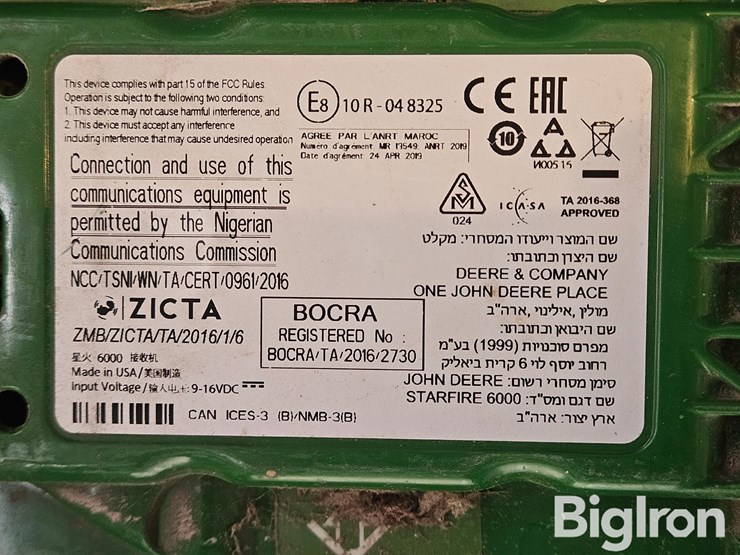 This device complies with part 15 of the FCC Rules.
Operation is subject to the following two conditions:
1. This device may not cause harmful interference, and
2. This device must accept any interference
including interference that may cause undesired operation
Connection and use of this
communications equipment is
permitted by the Nigerian
Communications Commission
NCC/TSNI/WN/TA/CERT/0961/2016
ZICTA
ZMB/ZICTA/TA/2016/1/6
星火 6000 接收机
Made in USA/美国制造
Input Voltage/输入电压: 9-16VDC
CAN ICES-3 (B)/NMB-3(B)
BOCRA
REGISTERED No :
BOCRA/TA/2016/2730
E8 10 R - 04 8325
AGREE PAR L'ANRT MAROC
Numéro d'agrément: MR 19549: ANRT 2019
Date d'agrément: 24 APR 2019
CE EAC
10
И005 15
024
ICASA
TA 2016-368
APPROVED
שם המוצר וייעודו המסחרי: מקלט
שם היצרן וכתובתו:
DEERE & COMPANY
ONE JOHN DEERE PLACE
מולין, אילינוי, ארה"ב
שם היבואן וכתובתו:
מפרם סוכנויות (1999) בע"מ
רחוב יוסף לוי 6 קרית ביאליק
סימן מסחרי רשום: JOHN DEERE
שם דגם ומס"ד: STARFIRE 6000
ארץ יצור: ארה"ב
BigIron